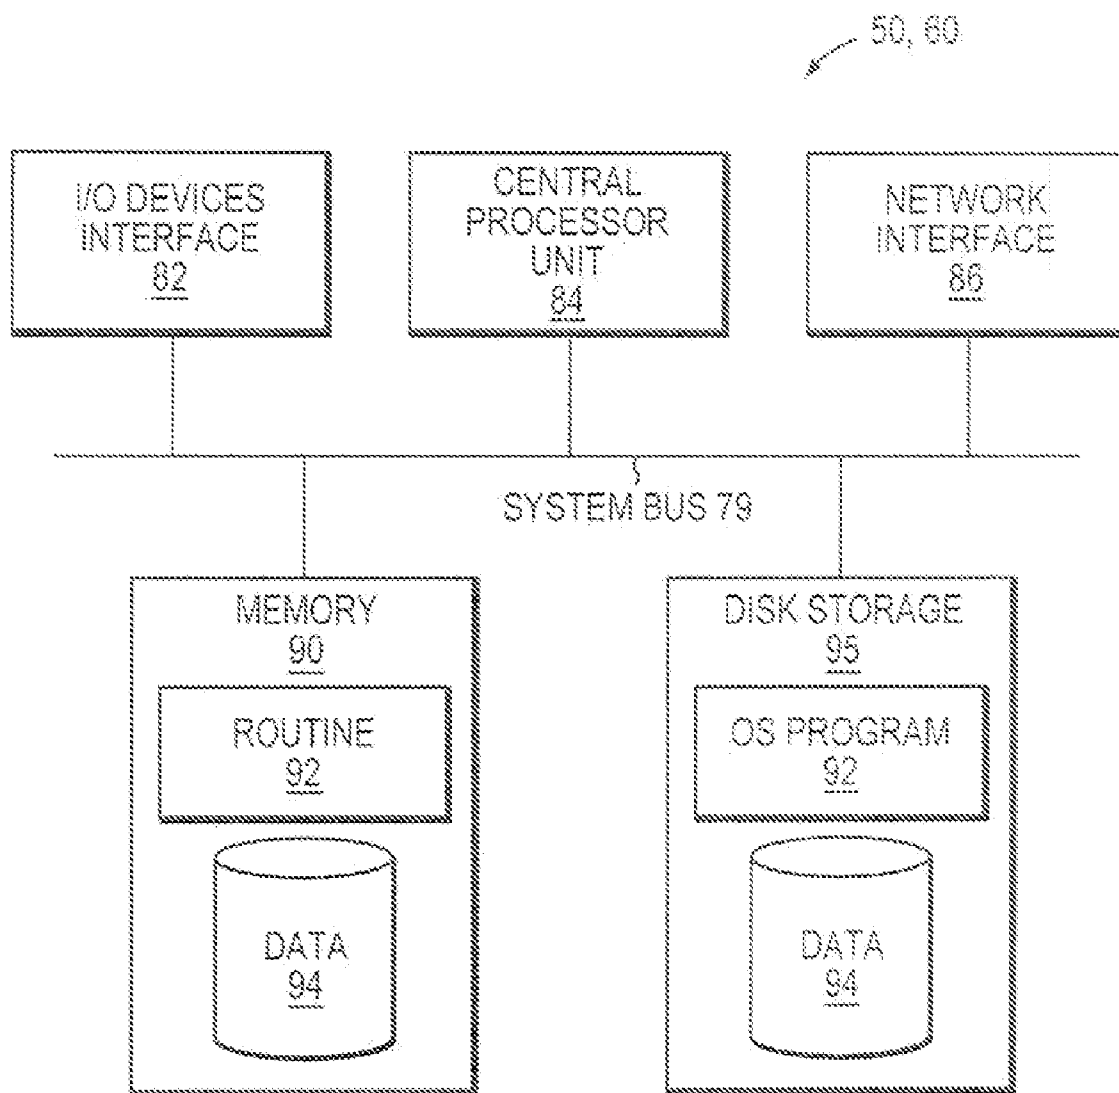 50, 60
I/O DEVICES
INTERFACE
82
CENTRAL
PROCESSOR
UNIT
84
NETWORK
INTERFACE
86
SYSTEM BUS 79
MEMORY
90
ROUTINE
92
DATA
94
DISK STORAGE
95
OS PROGRAM
92
DATA
94